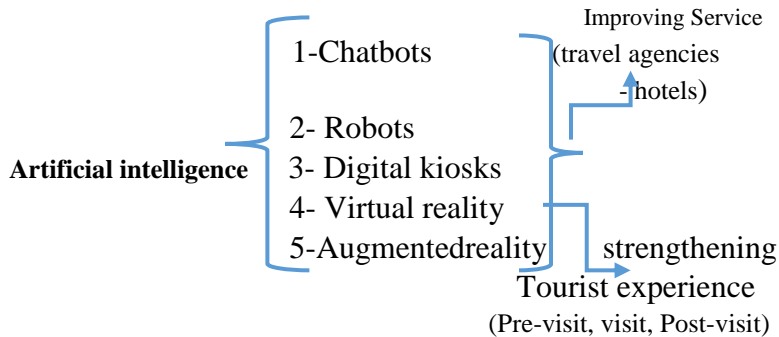 Improving Service
1-Chatbots
(travel agencies
- hotels)
2- Robots
Artificial intelligence
3- Digital kiosks
4- Virtual reality
5-Augmentedreality
strengthening
Tourist experience
(Pre-visit, visit, Post-visit)